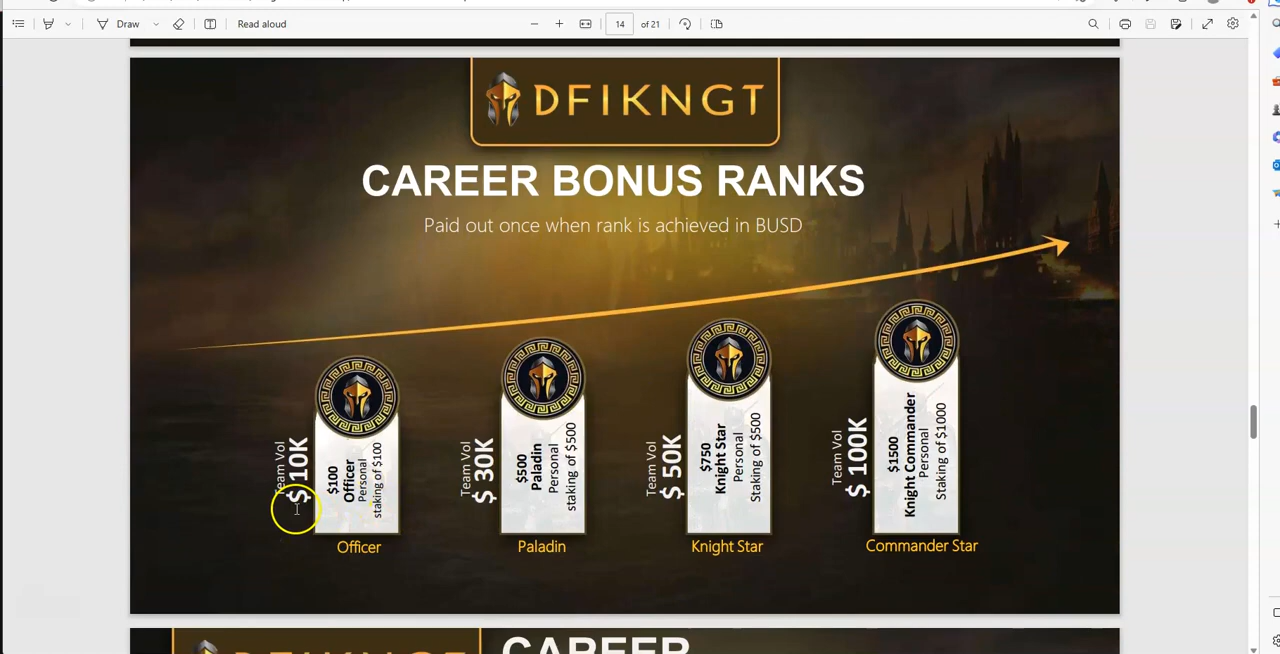 Draw
Read aloud
14
of 21
DFIKNGT
CAREER BONUS RANKS
Paid out once when rank is achieved in BUSD
Team Vol
$ 10K
$100
Officer
Personal
staking of $100
Officer
Team Vol
$ 30K
$500
Paladin
Personal
staking of $500
Paladin
Team Vol
$ 50K
$750
Knight Star
Personal
Staking of $500
Knight Star
Team Vol
$ 100K
$1500
Knight Commander
Personal
Staking of $1000
Commander Star
CAREER
DFIKNGT